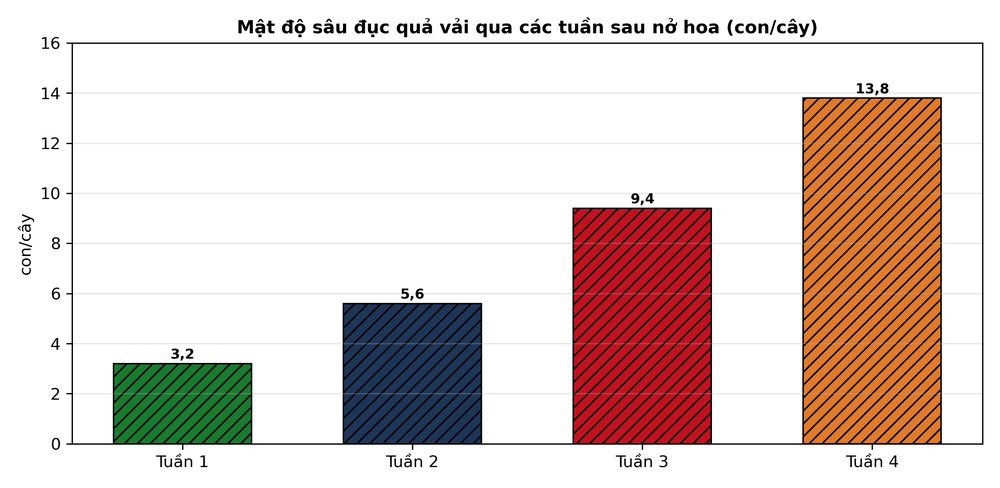 Mật độ sâu đục quả vải qua các tuần sau nở hoa (con/cây)
con/cây
16
14
12
10
8
6
4
2
0
3,2
5,6
9,4
13,8
Tuần 1
Tuần 2
Tuần 3
Tuần 4